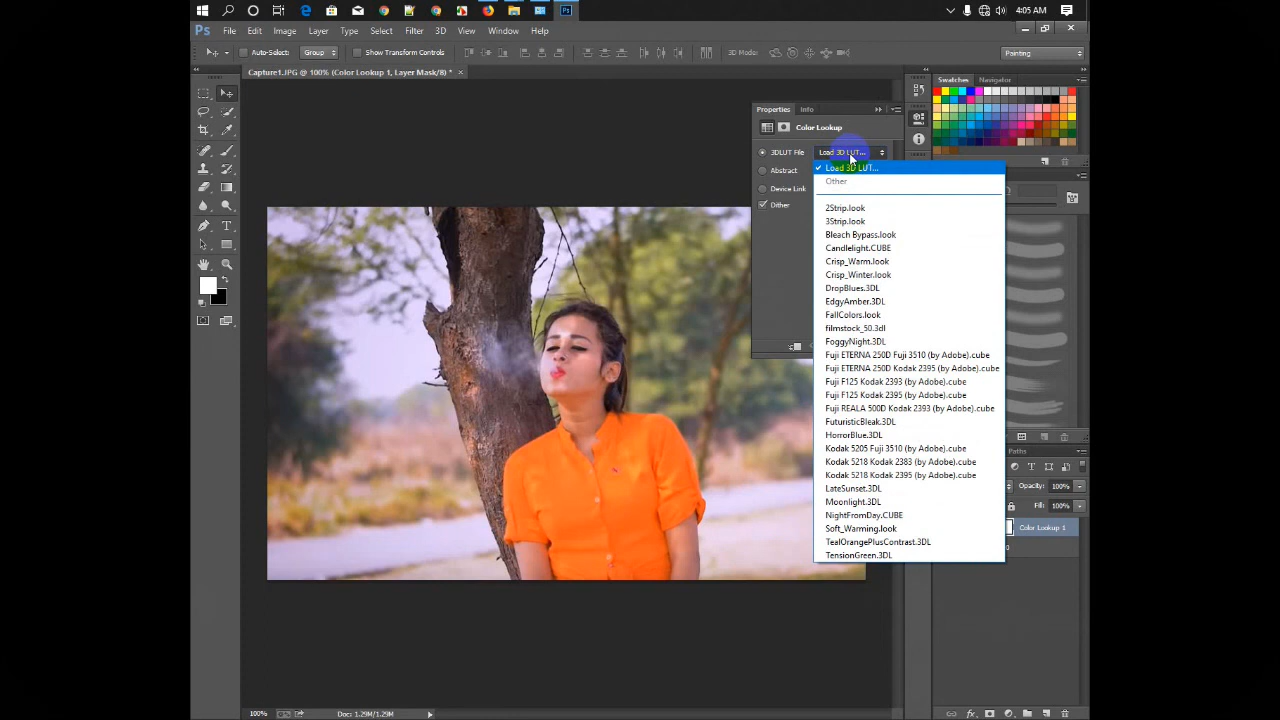 4:05 AM
Ps File Edit Image Layer Type Select Filter 3D View Window Help
Auto-Select: Group Show Transform Controls 3D Mode: Painting
Capture1.JPG @ 100% (Color Lookup 1, Layer Mask/8) *
Swatches Navigator
Properties Info
Color Lookup
3DLUT File Load 3D LUT...
Abstract
Device Link
Dither
Load 3D LUT...
Other
2Strip.look
3Strip.look
Bleach Bypass.look
Candlelight.CUBE
Crisp_Warm.look
Crisp_Winter.look
DropBlues.3DL
EdgyAmber.3DL
FallColors.look
filmstock_50.3dl
FoggyNight.3DL
Fuji ETERNA 250D Fuji 3510 (by Adobe).cube
Fuji ETERNA 250D Kodak 2395 (by Adobe).cube
Fuji F125 Kodak 2393 (by Adobe).cube
Fuji F125 Kodak 2395 (by Adobe).cube
Fuji REALA 500D Kodak 2393 (by Adobe).cube
FuturisticBleak.3DL
HorrorBlue.3DL
Kodak 5205 Fuji 3510 (by Adobe).cube
Kodak 5218 Kodak 2383 (by Adobe).cube
Kodak 5218 Kodak 2395 (by Adobe).cube
LateSunset.3DL
Moonlight.3DL
NightFromDay.CUBE
Soft_Warming.look
TealOrangePlusContrast.3DL
TensionGreen.3DL
Paths
Opacity: 100%
Fill: 100%
Color Lookup 1
100% Doc: 1.29M/1.29M